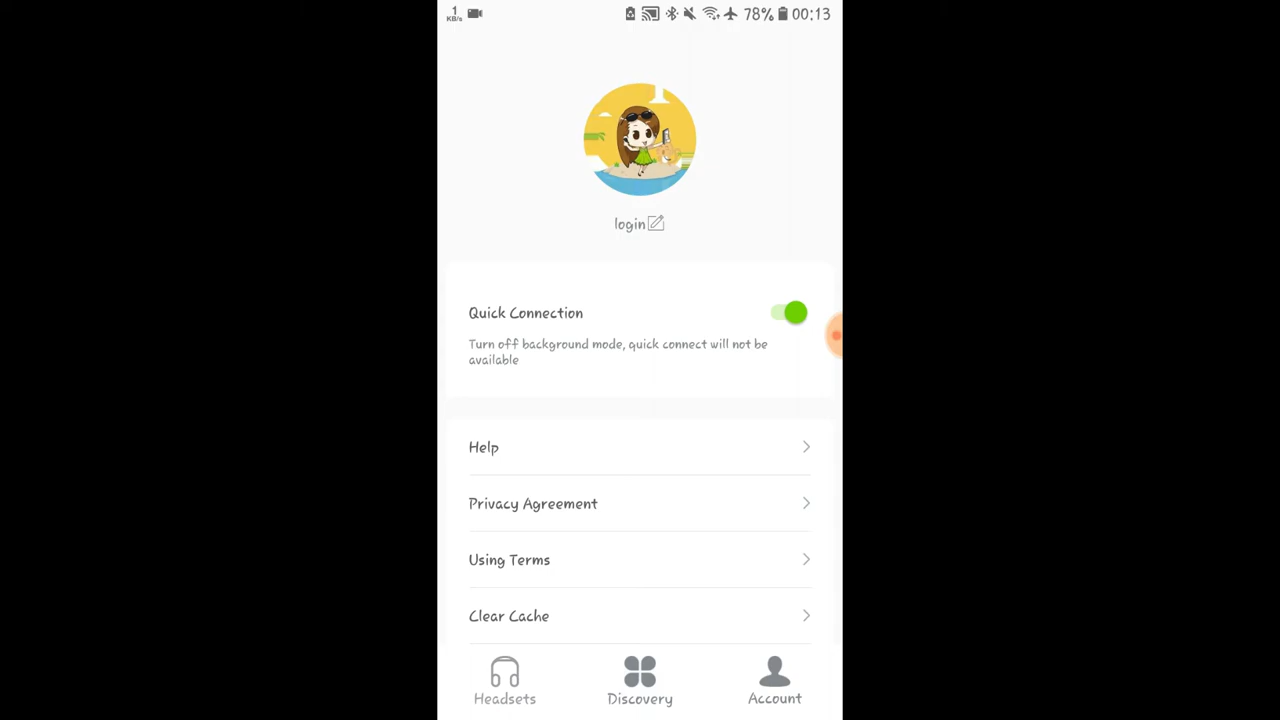 1 KB/s 78% 00:13
login
Quick Connection
Turn off background mode, quick connect will not be
available
Help
Privacy Agreement
Using Terms
Clear Cache
Headsets Discovery Account